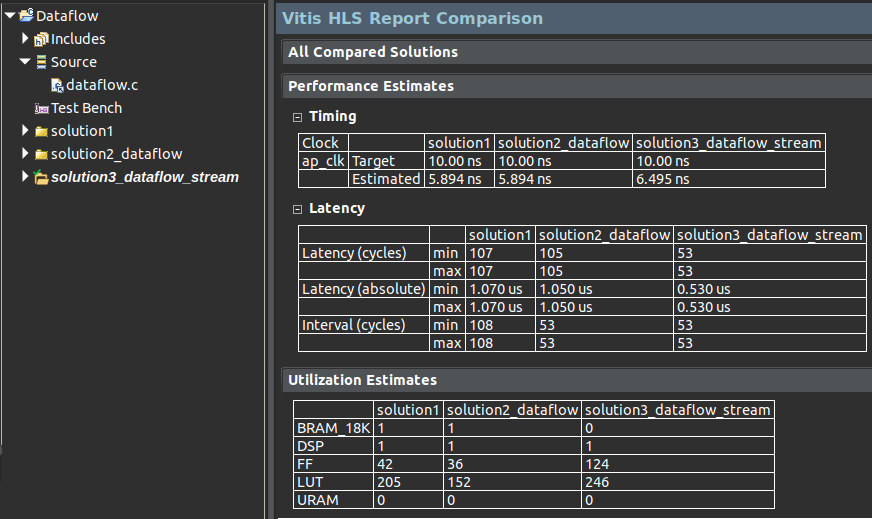 Dataflow
Includes
Source
dataflow.c
Test Bench
solution1
solution2_dataflow
solution3_dataflow_stream
Vitis HLS Report Comparison
All Compared Solutions
Performance Estimates
Timing
Clock solution1 solution2_dataflow solution3_dataflow_stream
ap_clk Target 10.00 ns 10.00 ns 10.00 ns
Estimated 5.894 ns 5.894 ns 6.495 ns
Latency
solution1 solution2_dataflow solution3_dataflow_stream
Latency (cycles) min 107 105 53
max 107 105 53
Latency (absolute) min 1.070 us 1.050 us 0.530 us
max 1.070 us 1.050 us 0.530 us
Interval (cycles) min 108 53 53
max 108 53 53
Utilization Estimates
solution1 solution2_dataflow solution3_dataflow_stream
BRAM_18K 1 1 0
DSP 1 1 1
FF 42 36 124
LUT 205 152 246
URAM 0 0 0